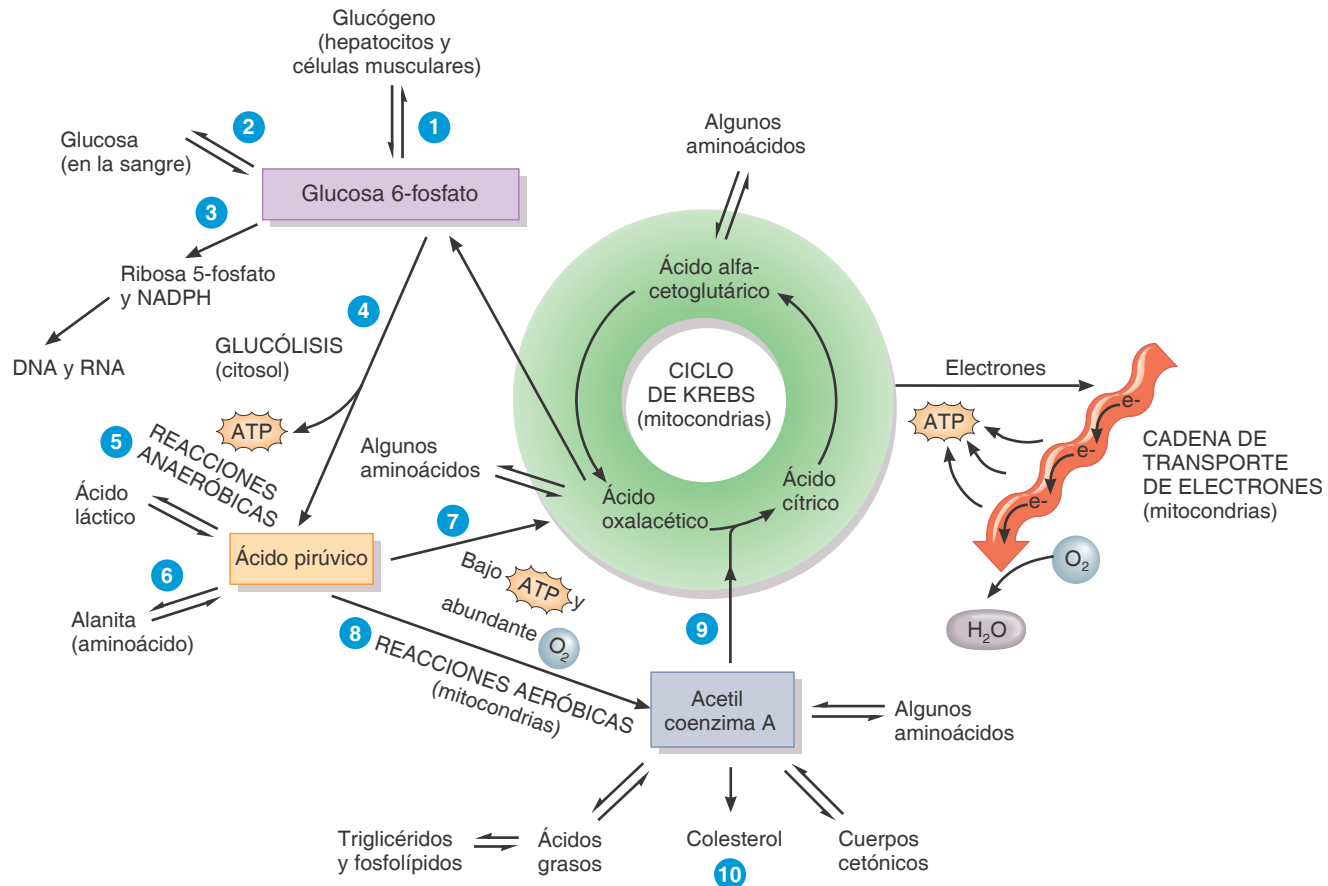 Glucógeno
(hepatocitos y
células musculares)
1
2
Glucosa
(en la sangre)
Glucosa 6-fosfato
3
Ribosa 5-fosfato
y NADPH
DNA y RNA
4
GLUCÓLISIS
(citosol)
ATP
5
REACCIONES
ANAERÓBICAS
Ácido
láctico
Ácido pirúvico
6
Alanita
(aminoácido)
Algunos
aminoácidos
7
Bajo ATP y
abundante
O2
8
REACCIONES AERÓBICAS
(mitocondrias)
Algunos
aminoácidos
Ácido alfa-
cetoglutárico
CICLO
DE KREBS
(mitocondrias)
Ácido
oxalacético
Ácido
cítrico
9
Acetil
coenzima A
Algunos
aminoácidos
Triglicéridos
y fosfolípidos
Ácidos
grasos
Colesterol
10
Cuerpos
cetónicos
Electrones
ATP
e-
e-
e-
CADENA DE
TRANSPORTE
DE ELECTRONES
(mitocondrias)
O2
H2O